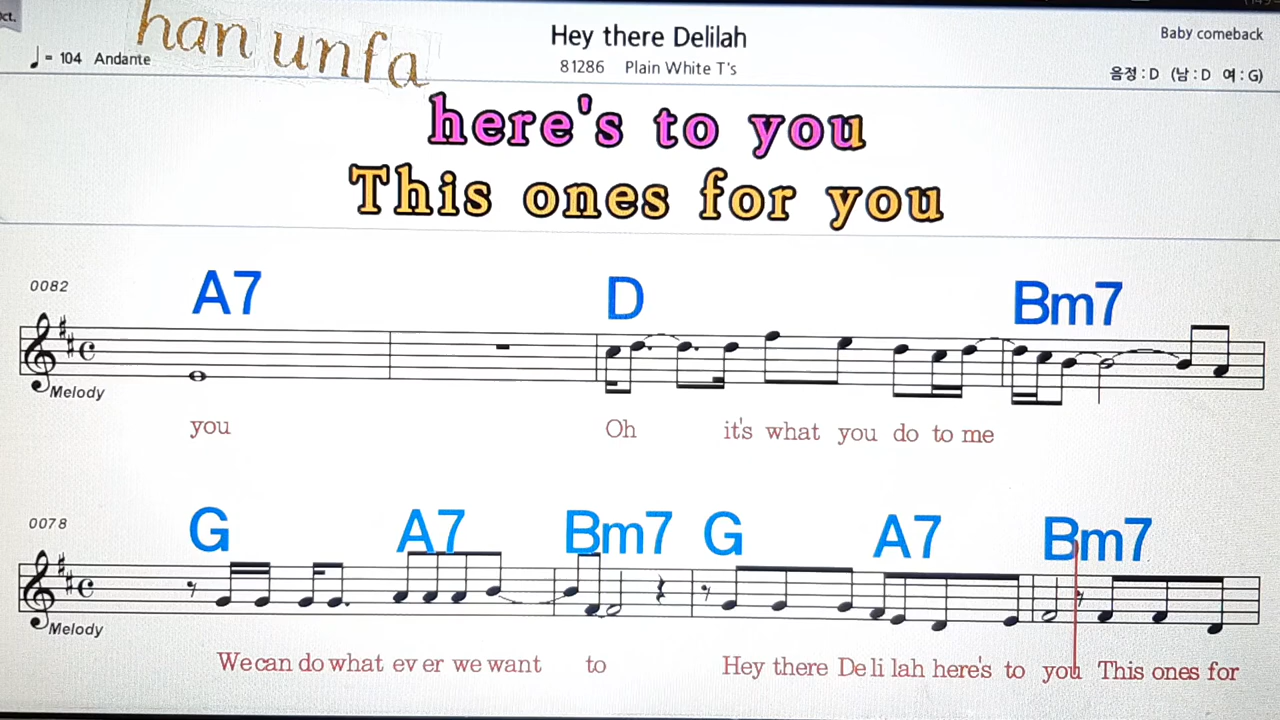 ct.
han unfa
♩ = 104 Andante
Hey there Delilah
81286 Plain White T's
Baby comeback
음정 : D (남 : D 여 : G)
here's to you
This ones for you
0082
A7 D Bm7
Melody
you Oh it's what you do to me
0078
G A7 Bm7 G A7 Bm7
Melody
We can do what ev er we want to Hey there De li lah here's to you This ones for